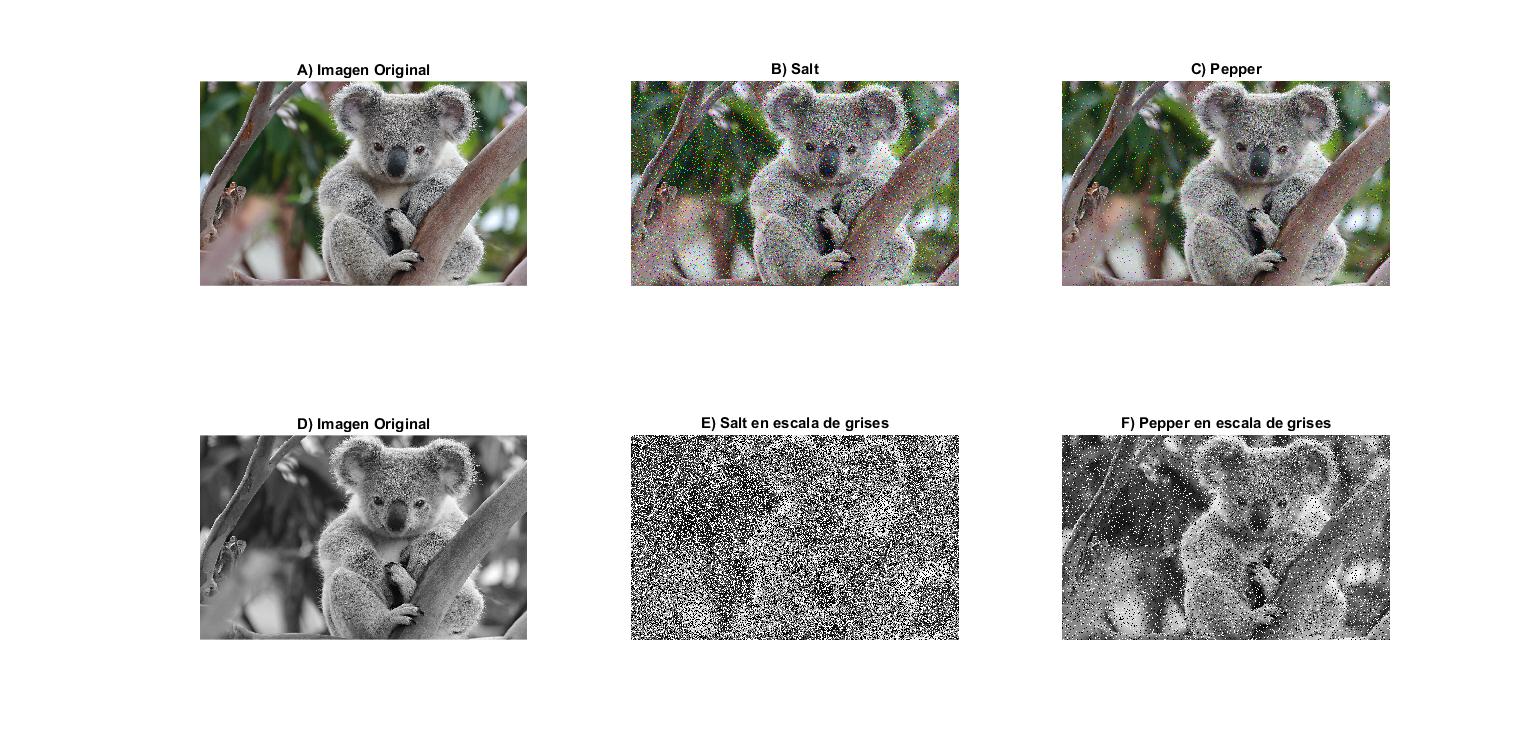 A) Imagen Original
B) Salt
C) Pepper
D) Imagen Original
E) Salt en escala de grises
F) Pepper en escala de grises